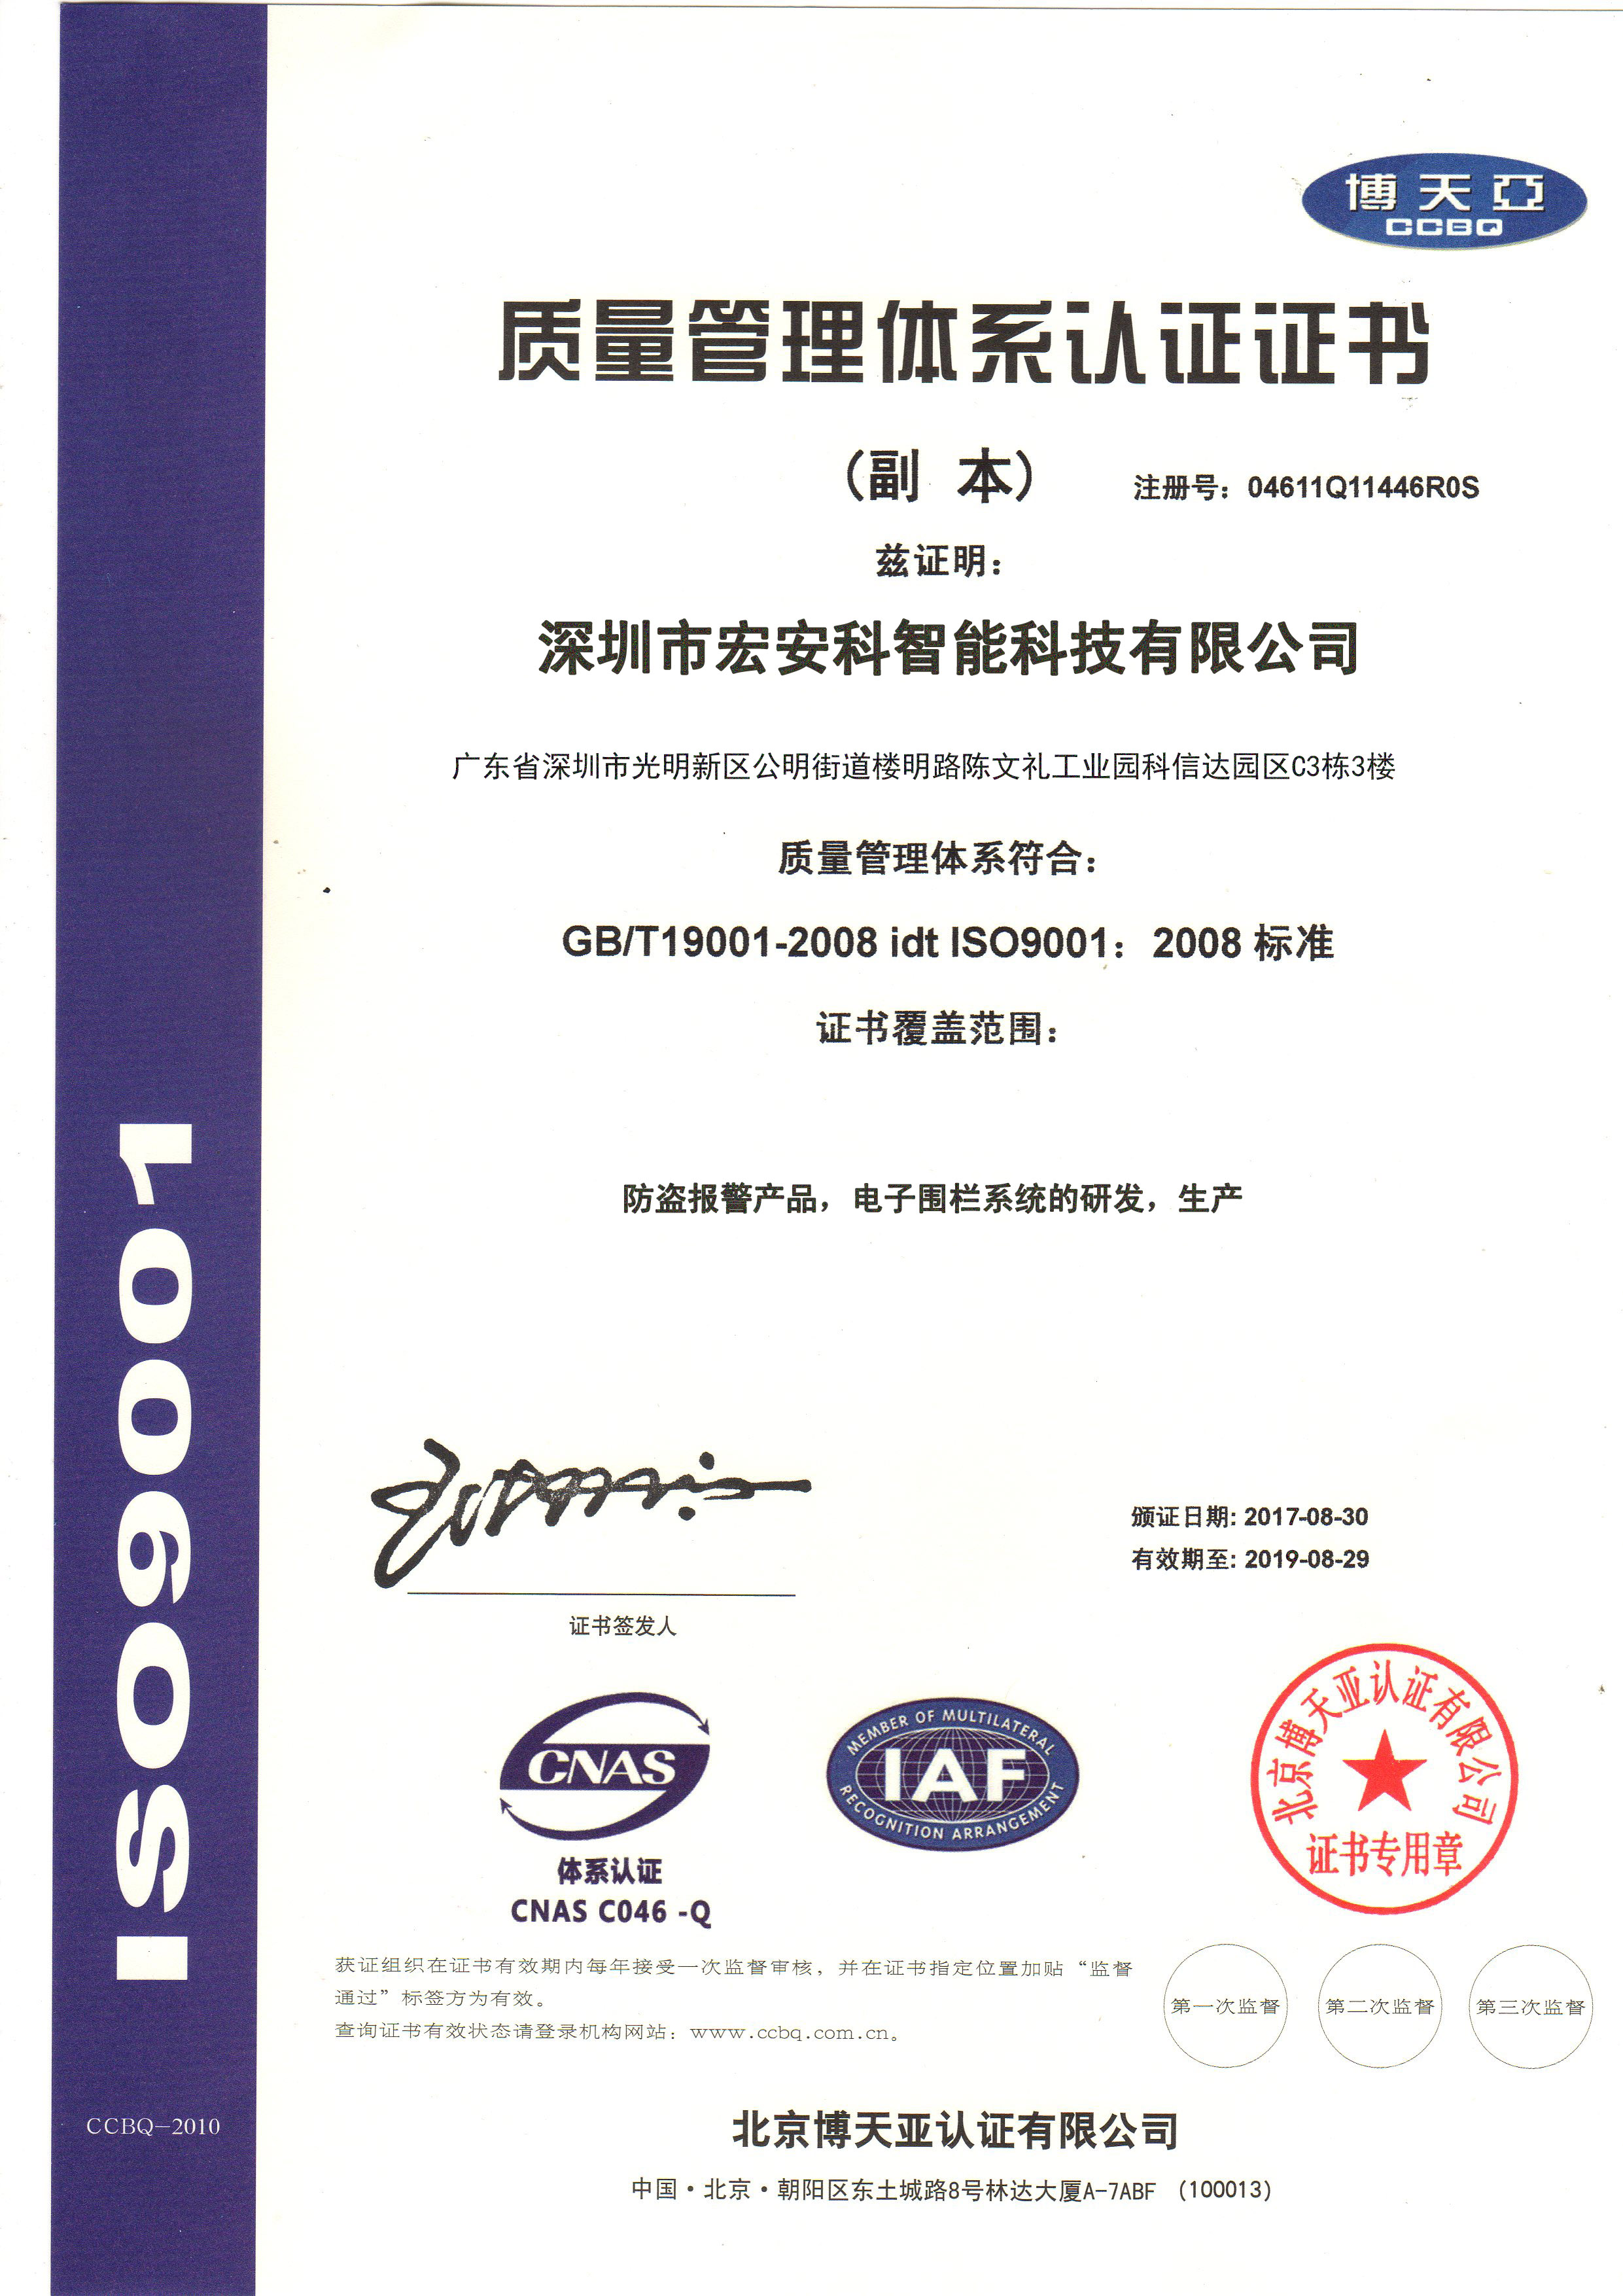 博天亞
CCBQ
质量管理体系认证证书
（副 本）
注册号：04611Q11446R0S
兹证明：
深圳市宏安科智能科技有限公司
广东省深圳市光明新区公明街道楼明路陈文礼工业园科信达园区C3栋3楼
质量管理体系符合：
GB/T19001-2008 idt ISO9001：2008 标准
证书覆盖范围：
防盗报警产品，电子围栏系统的研发，生产
ISO9001
颁证日期: 2017-08-30
有效期至: 2019-08-29
证书签发人
CNAS
体系认证
CNAS C046 -Q
MEMBER OF MULTILATERAL
IAF
RECOGNITION ARRANGEMENT
北京博天亚认证有限公司
证书专用章
获证组织在证书有效期内每年接受一次监督审核，并在证书指定位置加贴“监督
通过”标签方为有效。
查询证书有效状态请登录机构网站：www.ccbq.com.cn。
第一次监督
第二次监督
第三次监督
CCBQ-2010
北京博天亚认证有限公司
中国·北京·朝阳区东土城路8号林达大厦A-7ABF （100013）